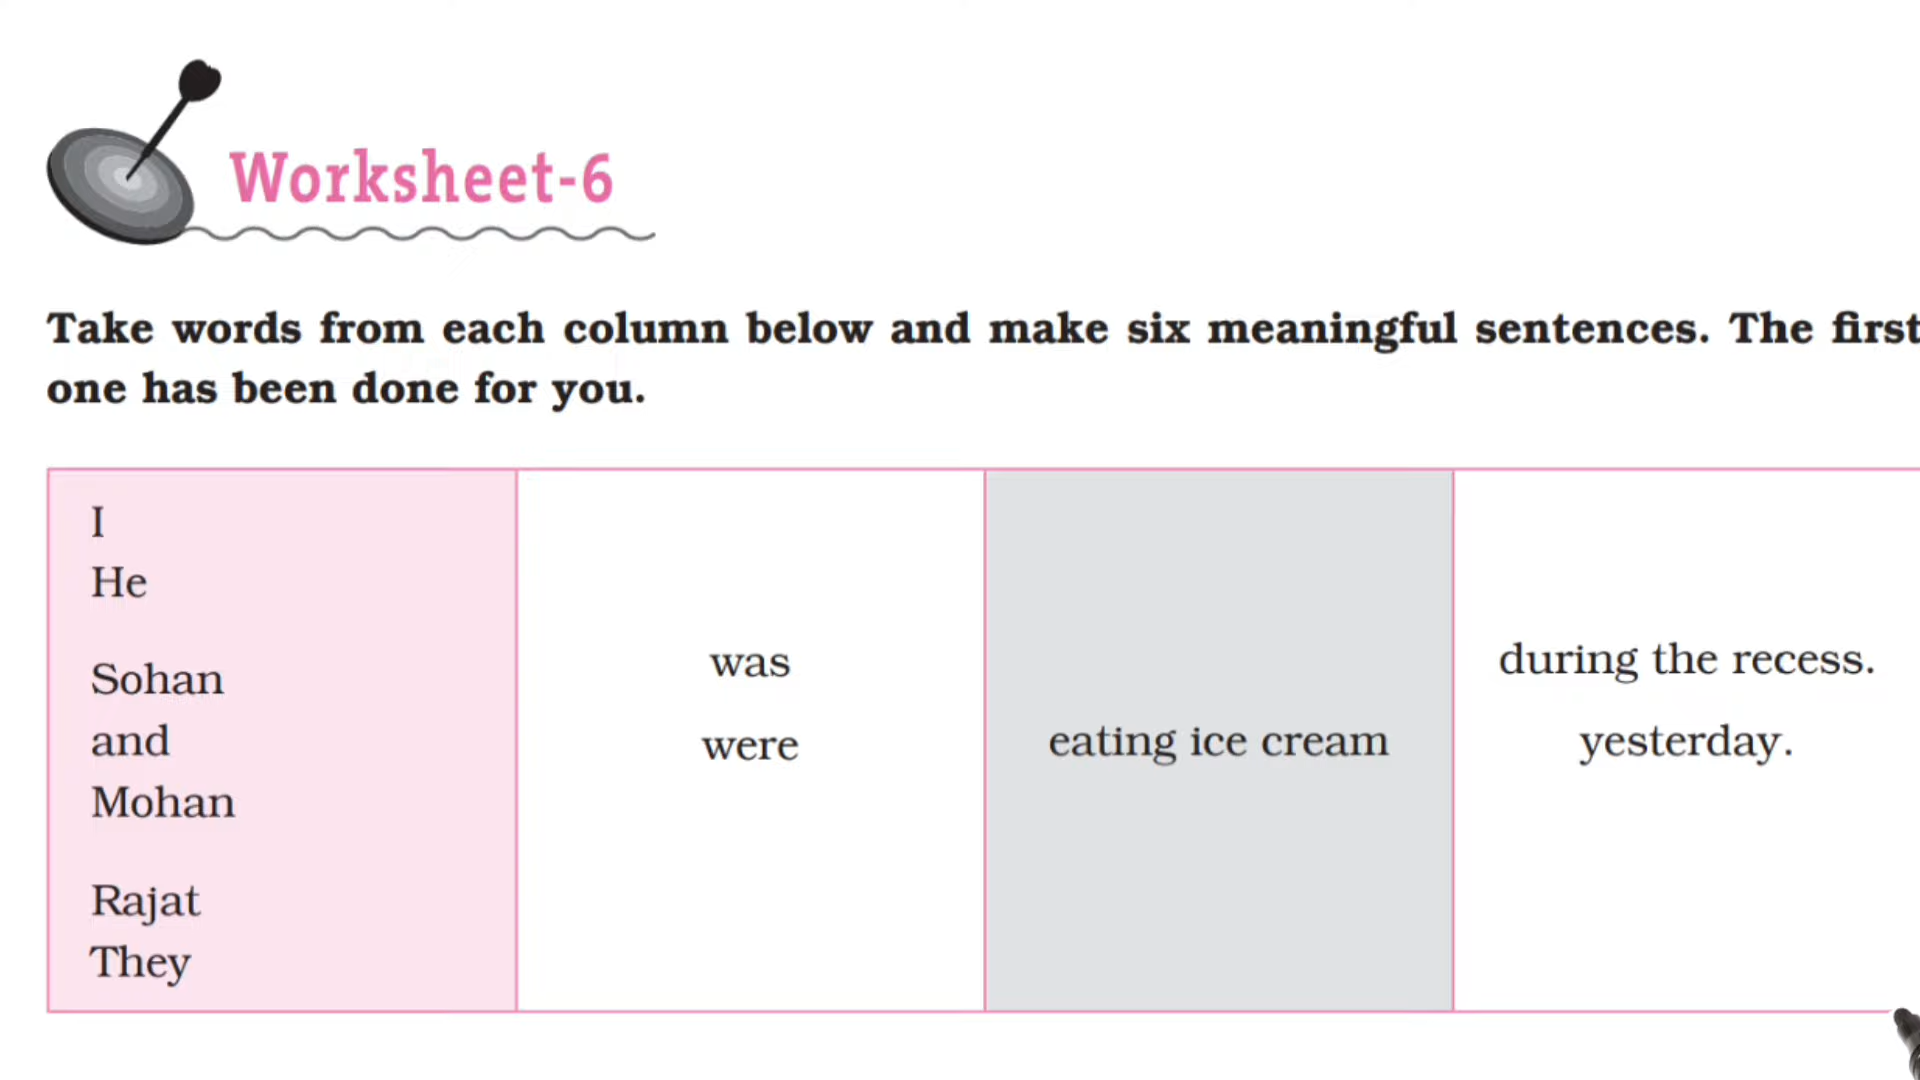 Worksheet-6
Take words from each column below and make six meaningful sentences. The first
one has been done for you.
I
He
Sohan
and
Mohan
Rajat
They
was
were
eating ice cream
during the recess.
yesterday.